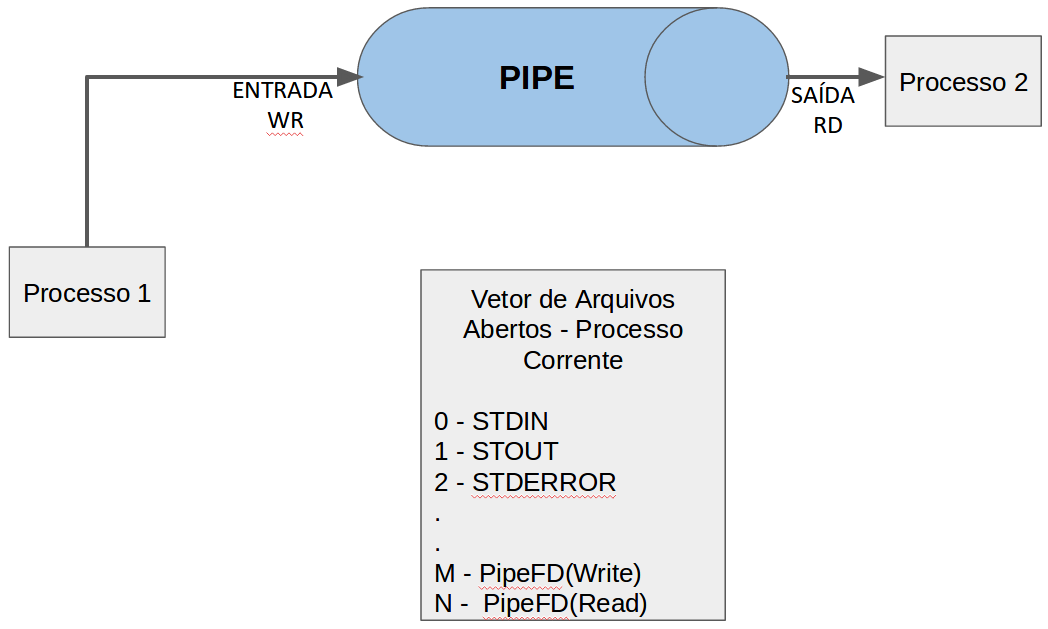 PIPE
ENTRADA
WR
SAÍDA
RD
Processo 2
Processo 1
Vetor de Arquivos
Abertos - Processo
Corrente
0 - STDIN
1 - STOUT
2 - STDERROR
.
.
M - PipeFD(Write)
N -  PipeFD(Read)